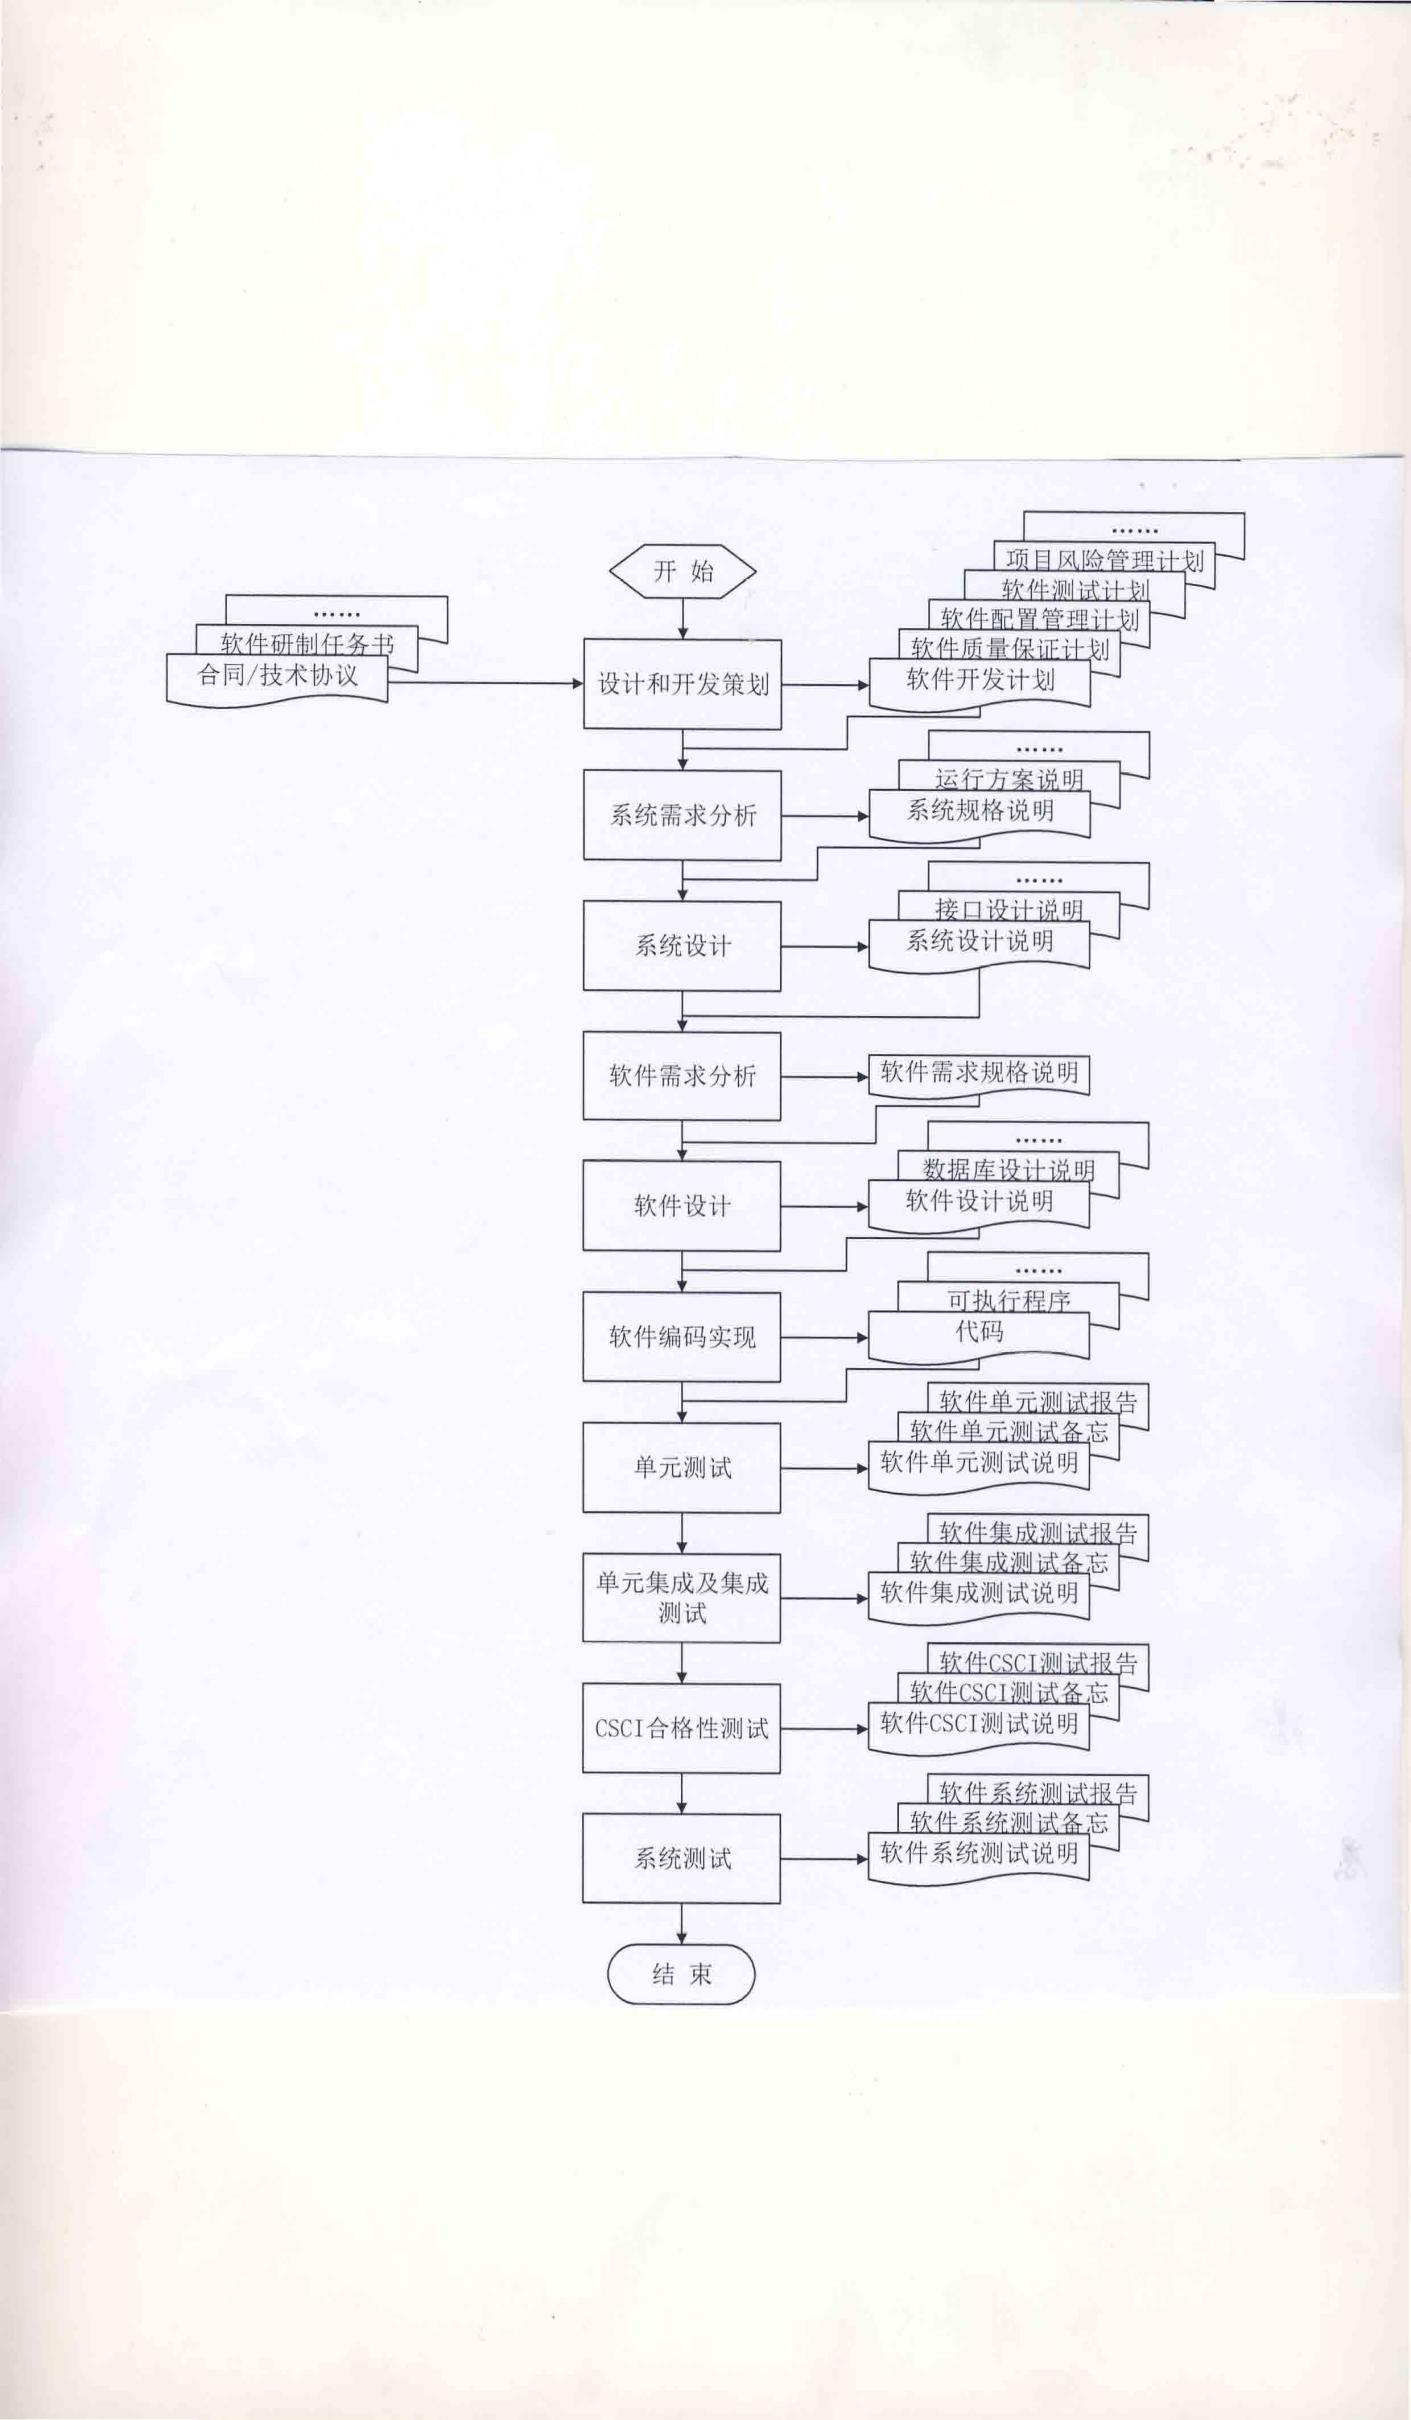 开 始
……
软件研制任务书
合同/技术协议
设计和开发策划
……
项目风险管理计划
软件测试计划
软件配置管理计划
软件质量保证计划
软件开发计划
系统需求分析
……
运行方案说明
系统规格说明
系统设计
……
接口设计说明
系统设计说明
软件需求分析
软件需求规格说明
软件设计
……
数据库设计说明
软件设计说明
软件编码实现
……
可执行程序
代码
单元测试
软件单元测试报告
软件单元测试备忘
软件单元测试说明
单元集成及集成
测试
软件集成测试报告
软件集成测试备忘
软件集成测试说明
CSCI合格性测试
软件CSCI测试报告
软件CSCI测试备忘
软件CSCI测试说明
系统测试
软件系统测试报告
软件系统测试备忘
软件系统测试说明
结 束